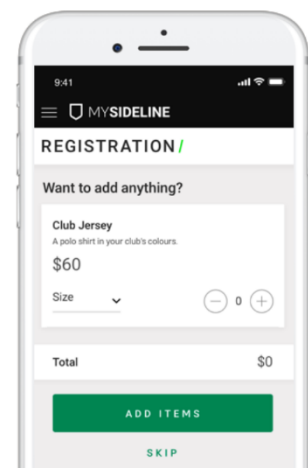 9:41
MYSIDELINE
REGISTRATION/
Want to add anything?
Club Jersey
A polo shirt in your club's colours.
$60
Size
0
Total $0
ADD ITEMS
SKIP